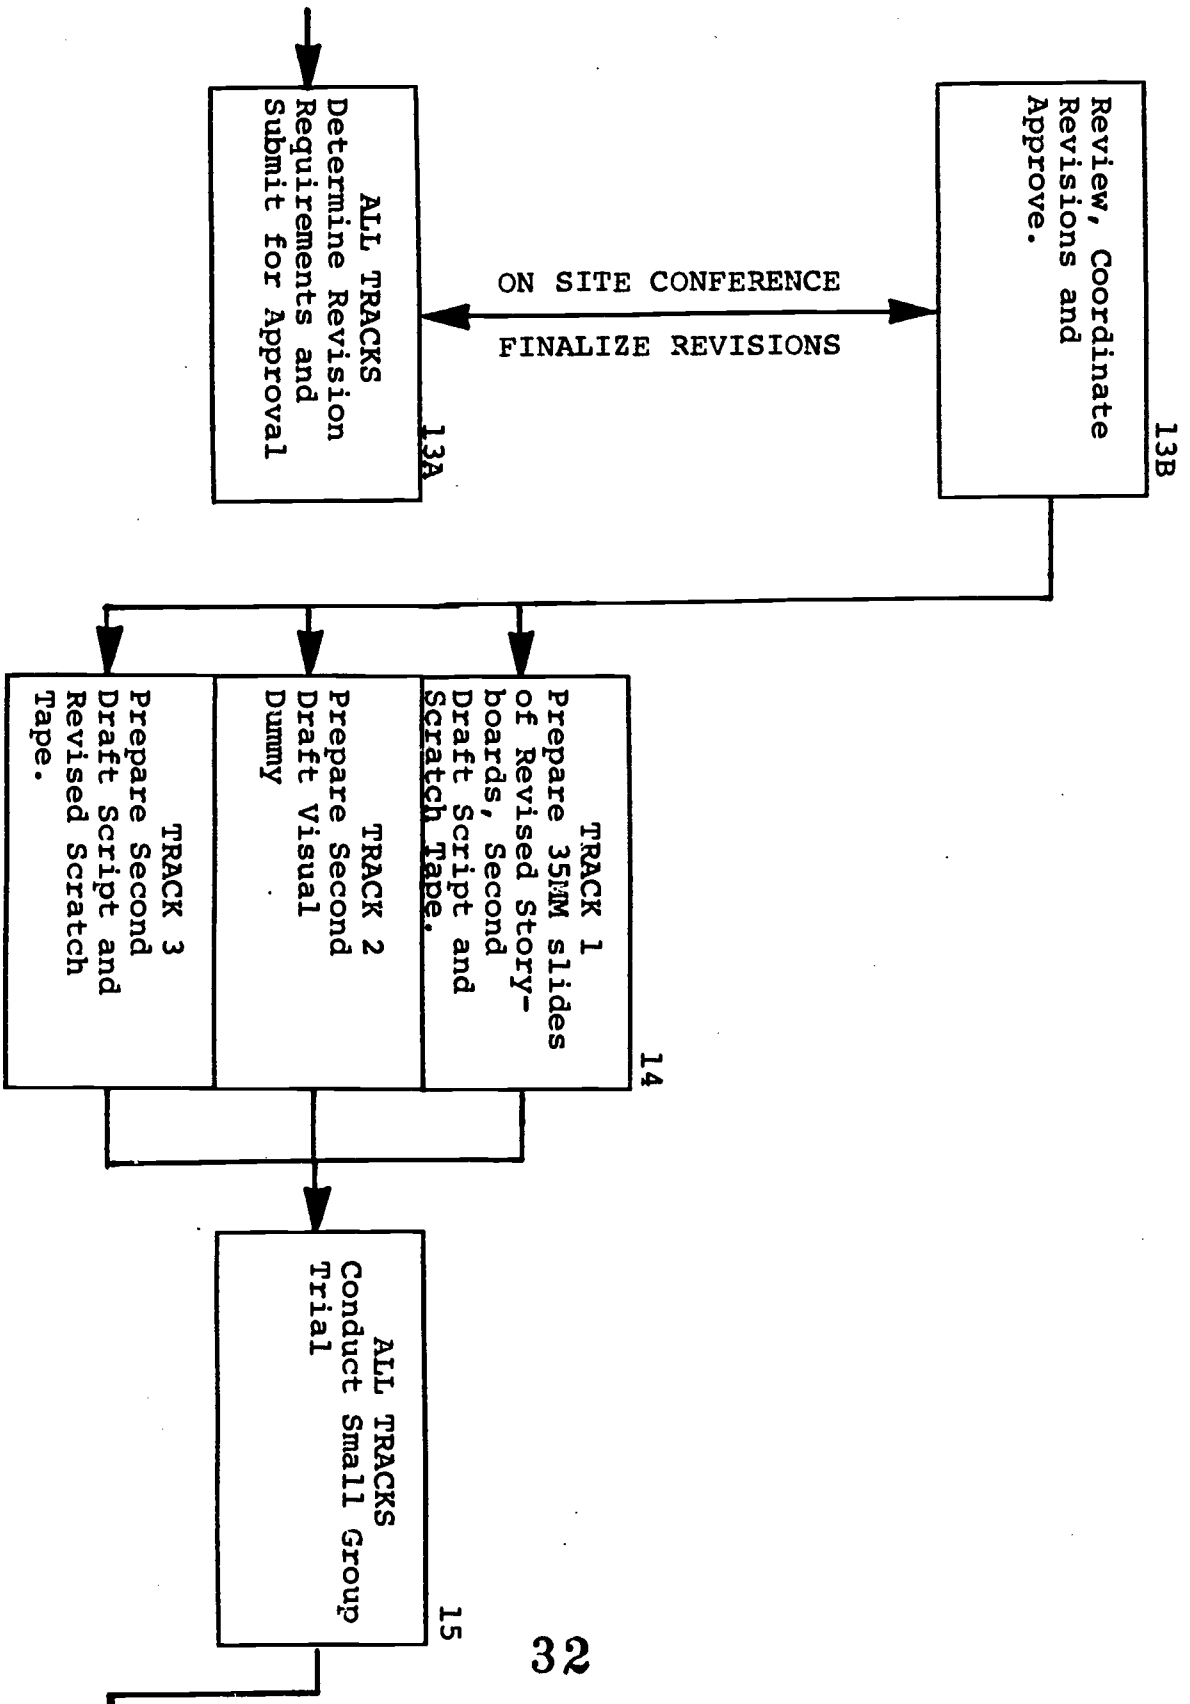 13B
Review, Coordinate
Revisions and
Approve.
ON SITE CONFERENCE
FINALIZE REVISIONS
13A
ALL TRACKS
Determine Revision
Requirements and
Submit for Approval
14
TRACK 1
Prepare 35MM slides
of Revised Story-
boards, Second
Draft Script and
Scratch Tape.
TRACK 2
Prepare Second
Draft Visual
Dummy
TRACK 3
Prepare Second
Draft Script and
Revised Scratch
Tape.
15
ALL TRACKS
Conduct Small Group
Trial
32